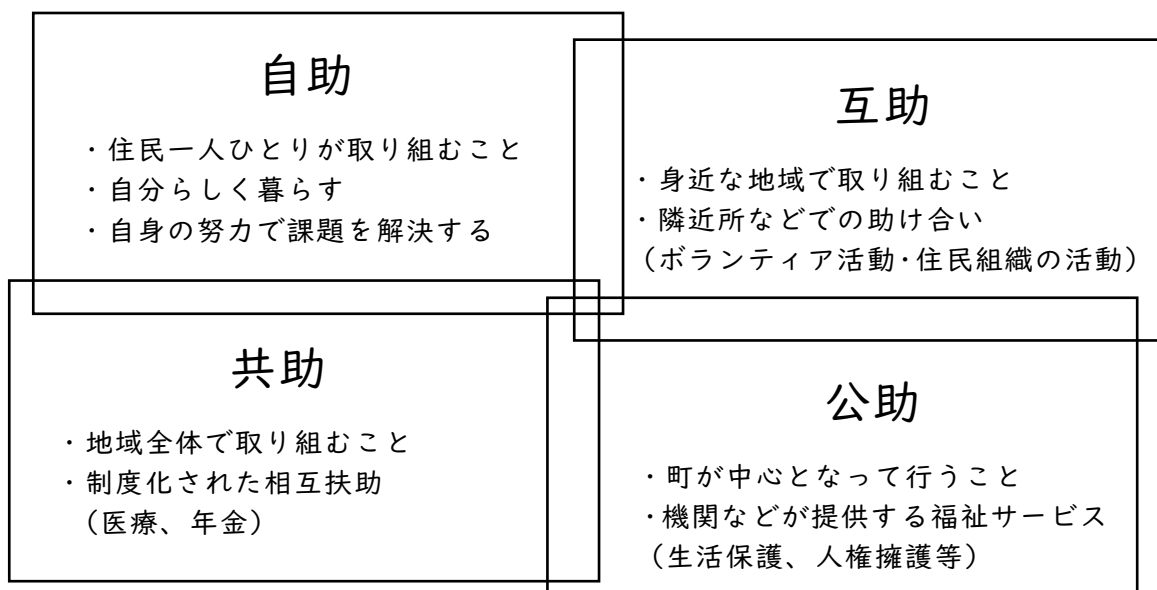 自助
・住民一人ひとりが取り組むこと
・自分らしく暮らす
・自身の努力で課題を解決する
互助
・身近な地域で取り組むこと
・隣近所などでの助け合い
（ボランティア活動・住民組織の活動）
共助
・地域全体で取り組むこと
・制度化された相互扶助
（医療、年金）
公助
・町が中心となって行うこと
・機関などが提供する福祉サービス
（生活保護、人権擁護等）